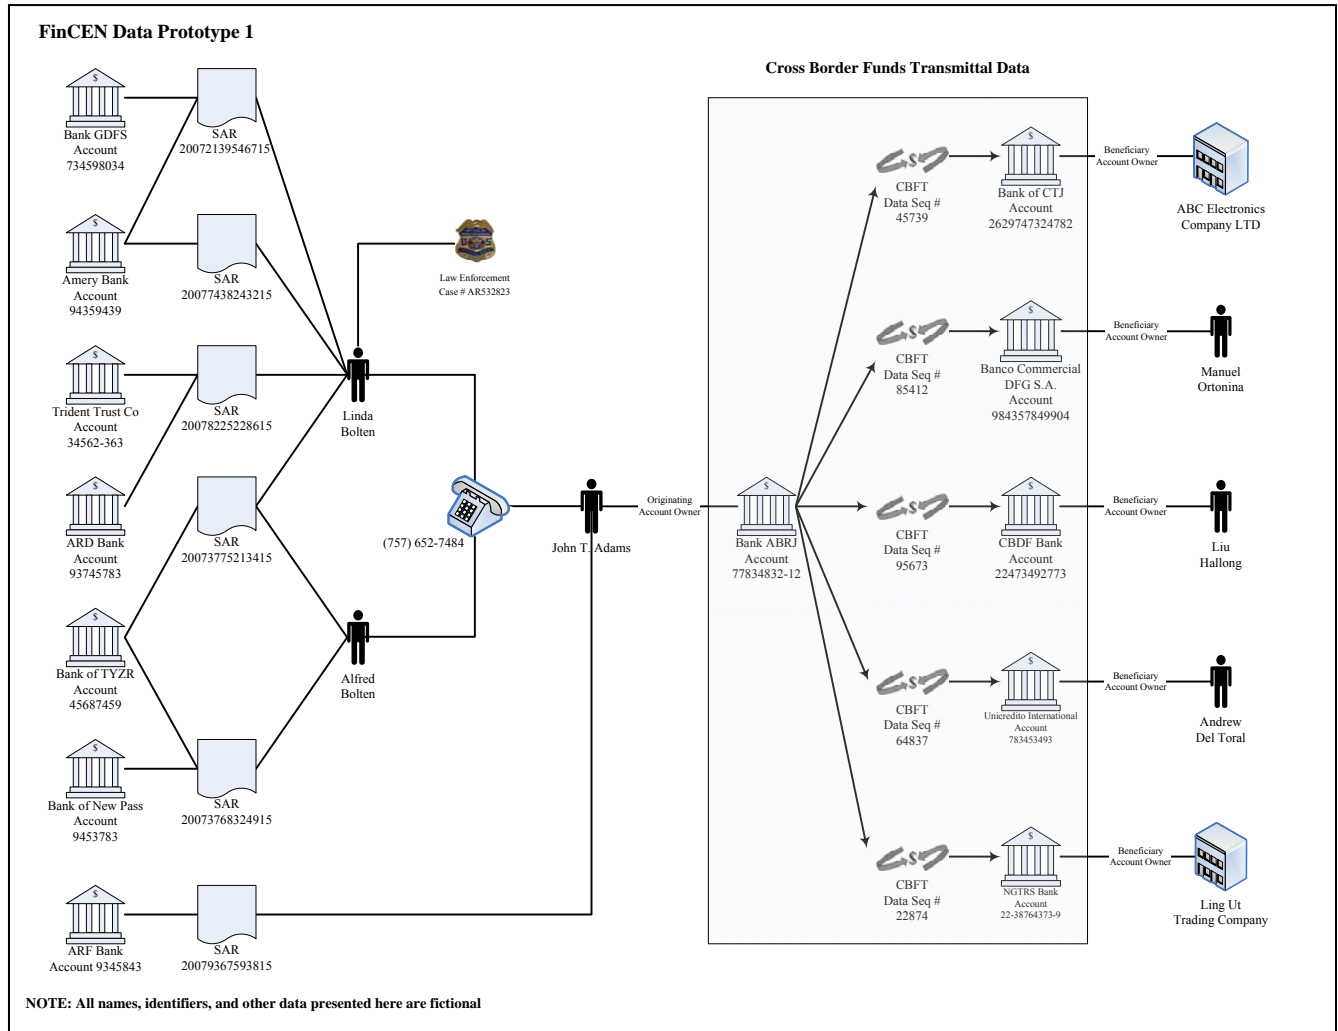 FinCEN Data Prototype 1
Cross Border Funds Transmittal Data
Bank GDFS
Account
734598034
SAR
20072139546715
Amery Bank
Account
94359439
SAR
20077438243215
Law Enforcement
Case # AR532823
Trident Trust Co
Account
34562-363
SAR
20078225228615
Linda
Bolten
ARD Bank
Account
93745783
SAR
20073775213415
(757) 652-7484
John T. Adams
Bank of TYZR
Account
45687459
Alfred
Bolten
Bank of New Pass
Account
9453783
SAR
20073768324915
ARF Bank
Account 9345843
SAR
20079367593815
Originating
Account Owner
Bank ABRJ
Account
77834832-12
CBFT
Data Seq #
45739
Bank of CTJ
Account
2629747324782
Beneficiary
Account Owner
ABC Electronics
Company LTD
CBFT
Data Seq #
85412
Banco Commercial
DFG S.A.
Account
984357849904
Beneficiary
Account Owner
Manuel
Ortonina
CBFT
Data Seq #
95673
CBDF Bank
Account
22473492773
Beneficiary
Account Owner
Liu
Hallong
CBFT
Data Seq #
64837
Unicredito International
Account
783453493
Beneficiary
Account Owner
Andrew
Del Toral
CBFT
Data Seq #
22874
NGTRS Bank
Account
22-38764373-9
Beneficiary
Account Owner
Ling Ut
Trading Company
NOTE: All names, identifiers, and other data presented here are fictional